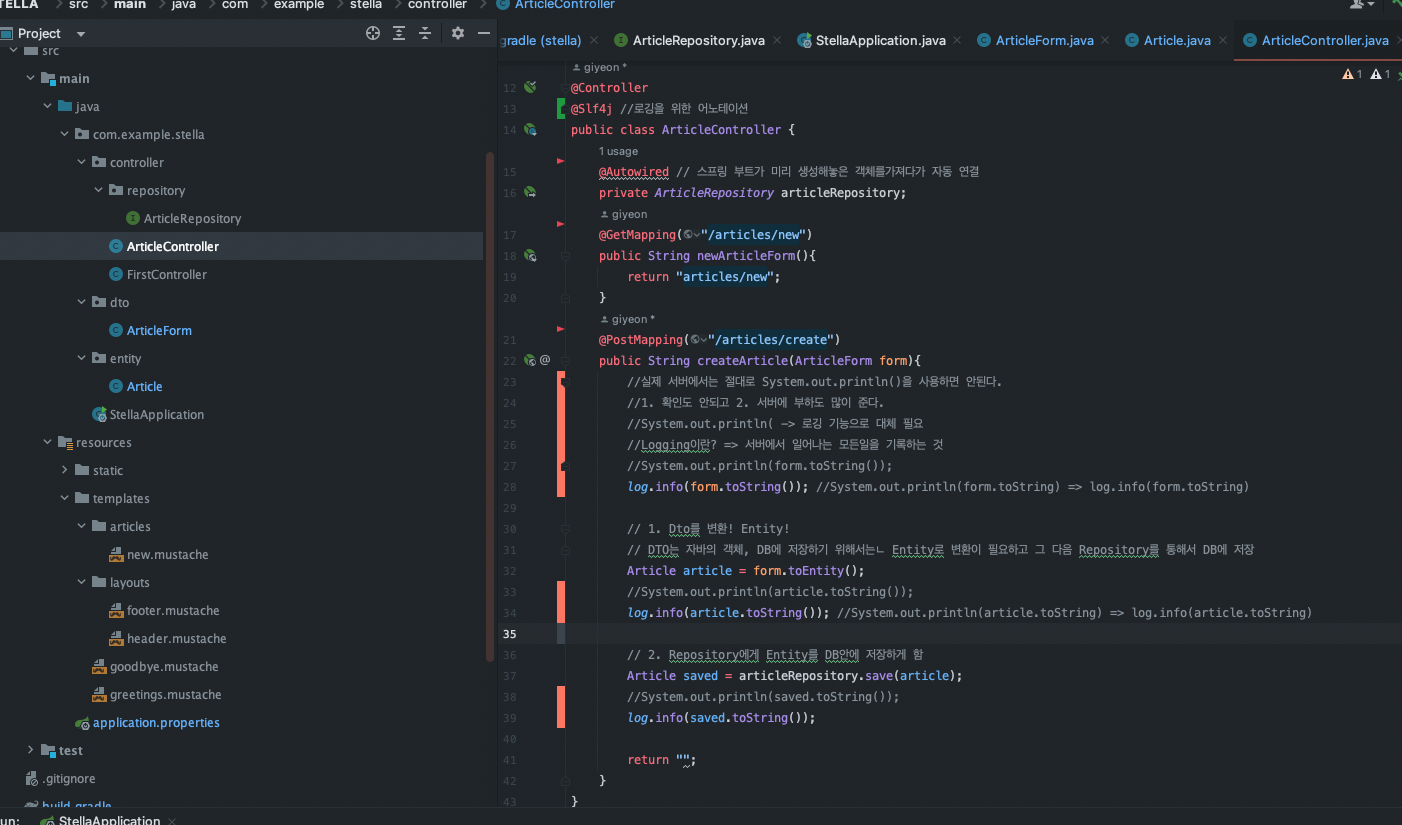 STELLA src main java com example stella controller ArticleController
Project
gradle (stella) ArticleRepository.java StellaApplication.java ArticleForm.java Article.java ArticleController.java
src
main
java
com.example.stella
controller
repository
ArticleRepository
ArticleController
FirstController
dto
ArticleForm
entity
Article
StellaApplication
resources
static
templates
articles
new.mustache
layouts
footer.mustache
header.mustache
goodbye.mustache
greetings.mustache
application.properties
test
.gitignore
build.gradle
giyeon *
1 1
12 @Controller
13 @Slf4j //로깅을 위한 어노테이션
14 public class ArticleController {
1 usage
15 @Autowired // 스프링 부트가 미리 생성해놓은 객체를가져다가 자동 연결
16 private ArticleRepository articleRepository;
giyeon
17 @GetMapping("/articles/new")
18 public String newArticleForm(){
19 return "articles/new";
20 }
giyeon *
21 @PostMapping("/articles/create")
22 @ public String createArticle(ArticleForm form){
23 //실제 서버에서는 절대로 System.out.println()을 사용하면 안된다.
24 //1. 확인도 안되고 2. 서버에 부하도 많이 준다.
25 //System.out.println( -> 로깅 기능으로 대체 필요
26 //Logging이란? => 서버에서 일어나는 모든일을 기록하는 것
27 //System.out.println(form.toString());
28 log.info(form.toString()); //System.out.println(form.toString) => log.info(form.toString)
29
30 // 1. Dto를 변환! Entity!
31 // DTO는 자바의 객체, DB에 저장하기 위해서는ㄴ Entity로 변환이 필요하고 그 다음 Repository를 통해서 DB에 저장
32 Article article = form.toEntity();
33 //System.out.println(article.toString());
34 log.info(article.toString()); //System.out.println(article.toString) => log.info(article.toString)
35
36 // 2. Repository에게 Entity를 DB안에 저장하게 함
37 Article saved = articleRepository.save(article);
38 //System.out.println(saved.toString());
39 log.info(saved.toString());
40
41 return "";
42 }
43 }
un: StellaApplication